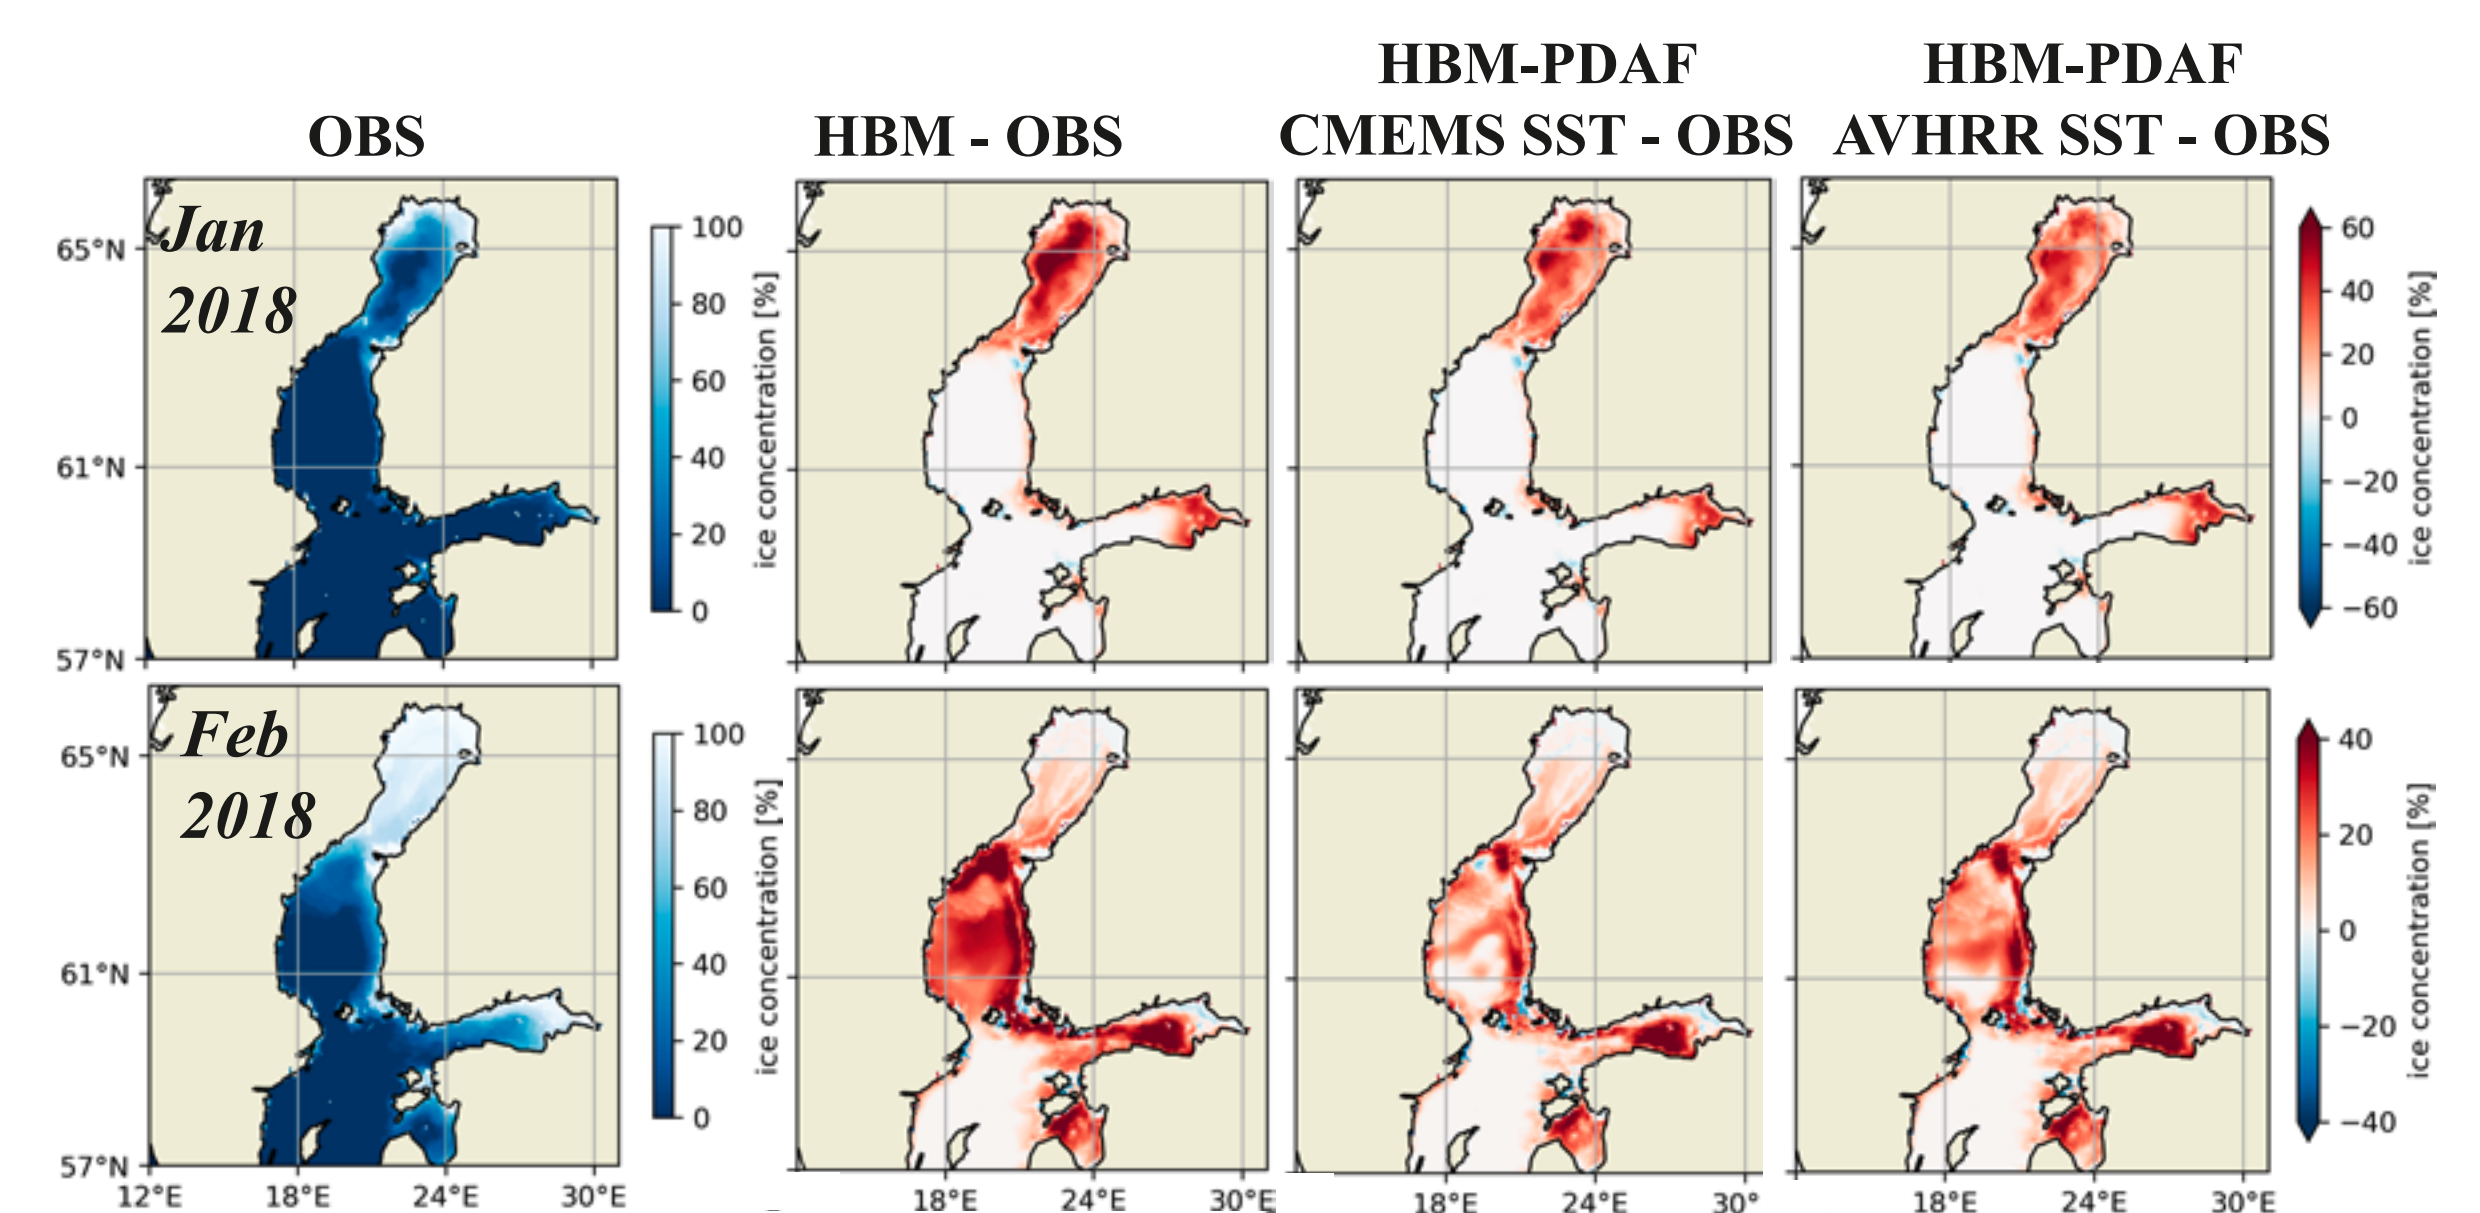 HBM-PDAF
HBM-PDAF
OBS
HBM - OBS
CMEMS SST - OBS
AVHRR SST - OBS
Jan
2018
65°N
61°N
57°N
100
80
60
40
20
0
ice concentration [%]
60
40
20
0
−20
−40
−60
ice concentration [%]
Feb
2018
65°N
61°N
57°N
12°E
18°E
24°E
30°E
100
80
60
40
20
0
ice concentration [%]
18°E
24°E
30°E
18°E
24°E
30°
18°E
24°E
30°E
40
20
0
−20
−40
ice concentration [%]